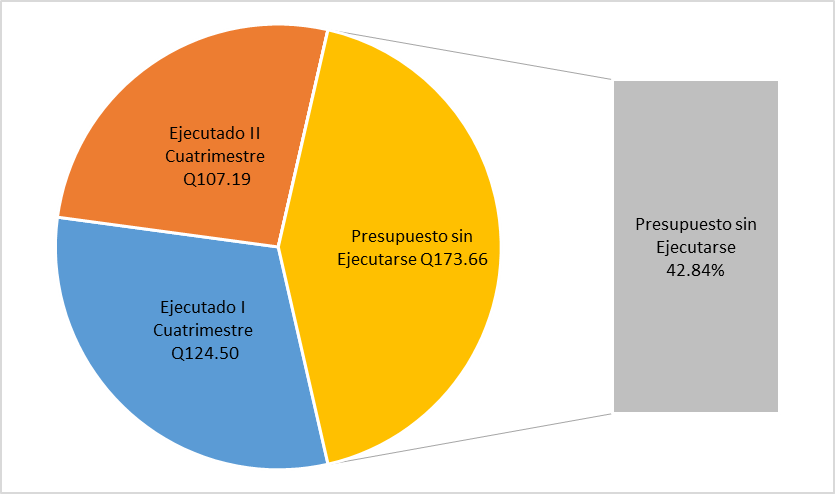 Ejecutado II
Cuatrimestre
Q107.19
Ejecutado I
Cuatrimestre
Q124.50
Presupuesto sin
Ejecutarse Q173.66
Presupuesto sin
Ejecutarse
42.84%